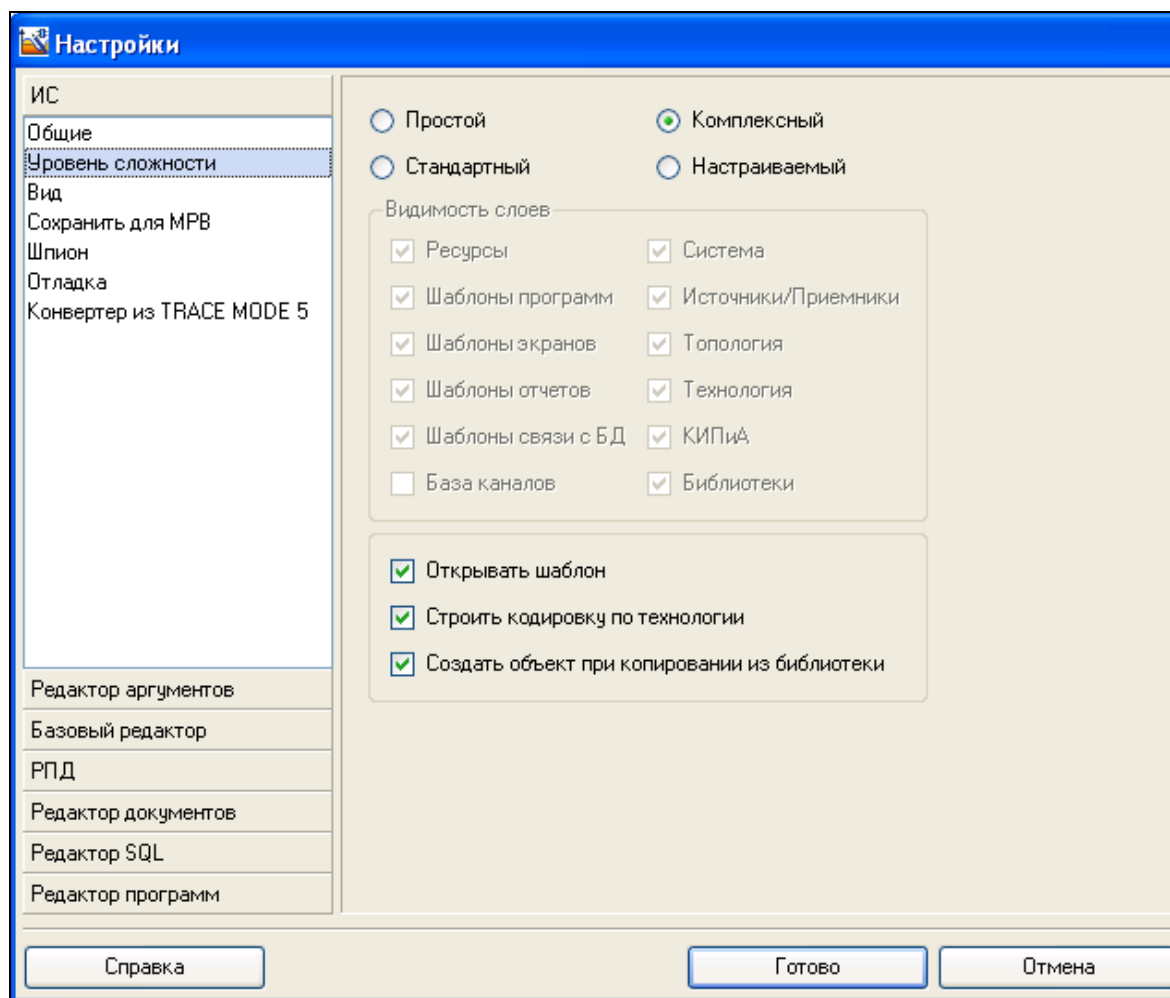 Настройки
ИС
Общие
Уровень сложности
Вид
Сохранить для МРВ
Шпион
Отладка
Конвертер из TRACE MODE 5
Редактор аргументов
Базовый редактор
РПД
Редактор документов
Редактор SQL
Редактор программ
Простой Комплексный
Стандартный Настраиваемый
Видимость слоев
Ресурсы Система
Шаблоны программ Источники/Приемники
Шаблоны экранов Топология
Шаблоны отчетов Технология
Шаблоны связи с БД КИПиА
База каналов Библиотеки
Открывать шаблон
Строить кодировку по технологии
Создать объект при копировании из библиотеки
Справка Готово Отмена